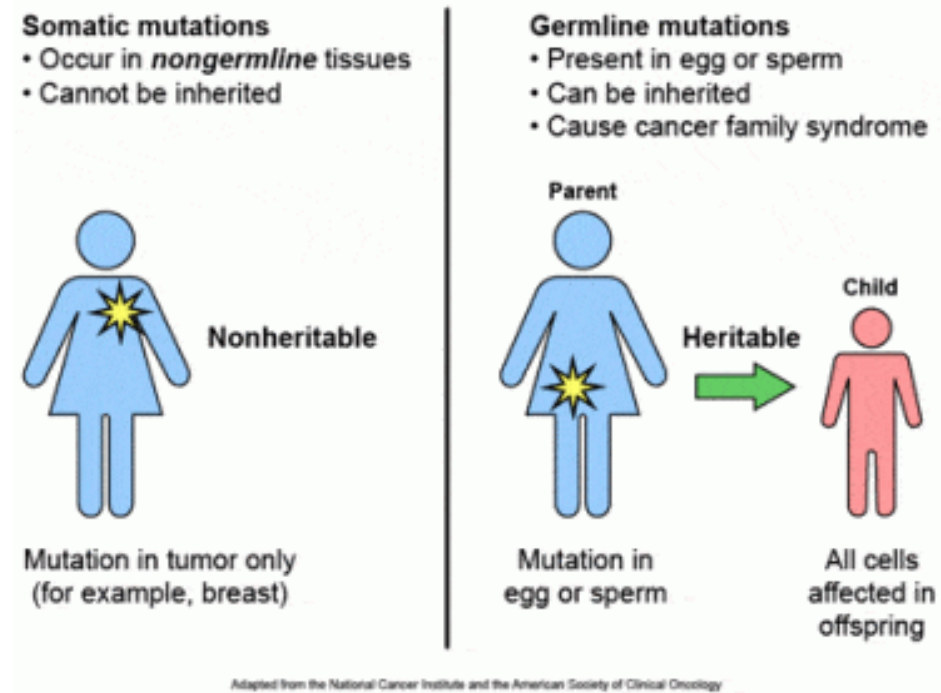 Somatic mutations
• Occur in nongermline tissues
• Cannot be inherited
Nonheritable
Mutation in tumor only
(for example, breast)
Germline mutations
• Present in egg or sperm
• Can be inherited
• Cause cancer family syndrome
Parent
Heritable
Child
Mutation in
egg or sperm
All cells
affected in
offspring
Adapted from the National Cancer Institute and the American Society of Clinical Oncology